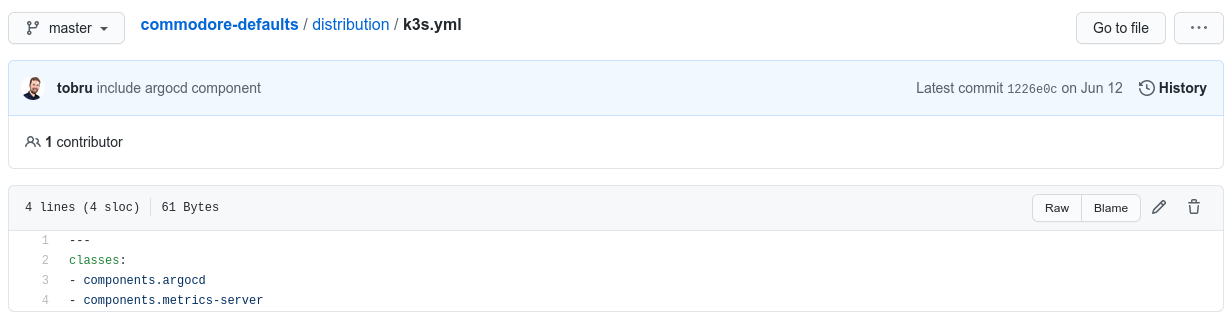 master commodore-defaults / distribution / k3s.yml Go to file ...
tobru include argocd component Latest commit 1226e0c on Jun 12 History
1 contributor
4 lines (4 sloc) 61 Bytes Raw Blame
1 ---
2 classes:
3 - components.argocd
4 - components.metrics-server